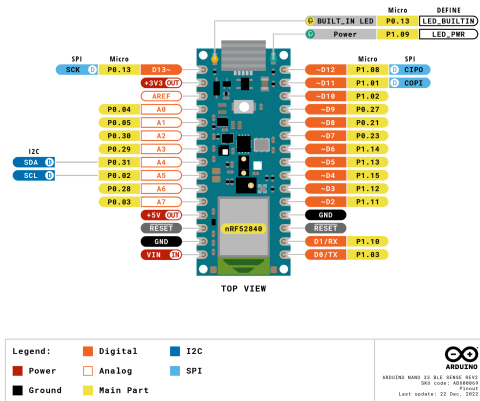 Micro DEFINE
BUILT_IN LED P0.13 LED_BUILTIN
Power P1.09 LED_PWR
SPI Micro Micro SPI
SCK D P0.13 D13~ ~D12 P1.08 D CIPO
+3V3 OUT ~D11 P1.01 D COPI
AREF ~D10 P1.02
P0.04 A0 ~D9 P0.27
P0.05 A1 ~D8 P0.21
P0.30 A2 ~D7 P0.23
I2C P0.29 A3 ~D6 P1.14
SDA D P0.31 A4 ~D5 P1.13
SCL D P0.02 A5 ~D4 P1.15
P0.28 A6 ~D3 P1.12
P0.03 A7 ~D2 P1.11
+5V OUT GND
RESET nRF52840 RESET
GND D1/RX P1.10
VIN IN D0/TX P1.03
TOP VIEW
Legend: Digital I2C
Power Analog SPI
Ground Main Part
ARDUINO
ARDUINO NANO 33 BLE SENSE REV2
SKU code: ABX00069
Pinout
Last update: 22 Dec, 2022